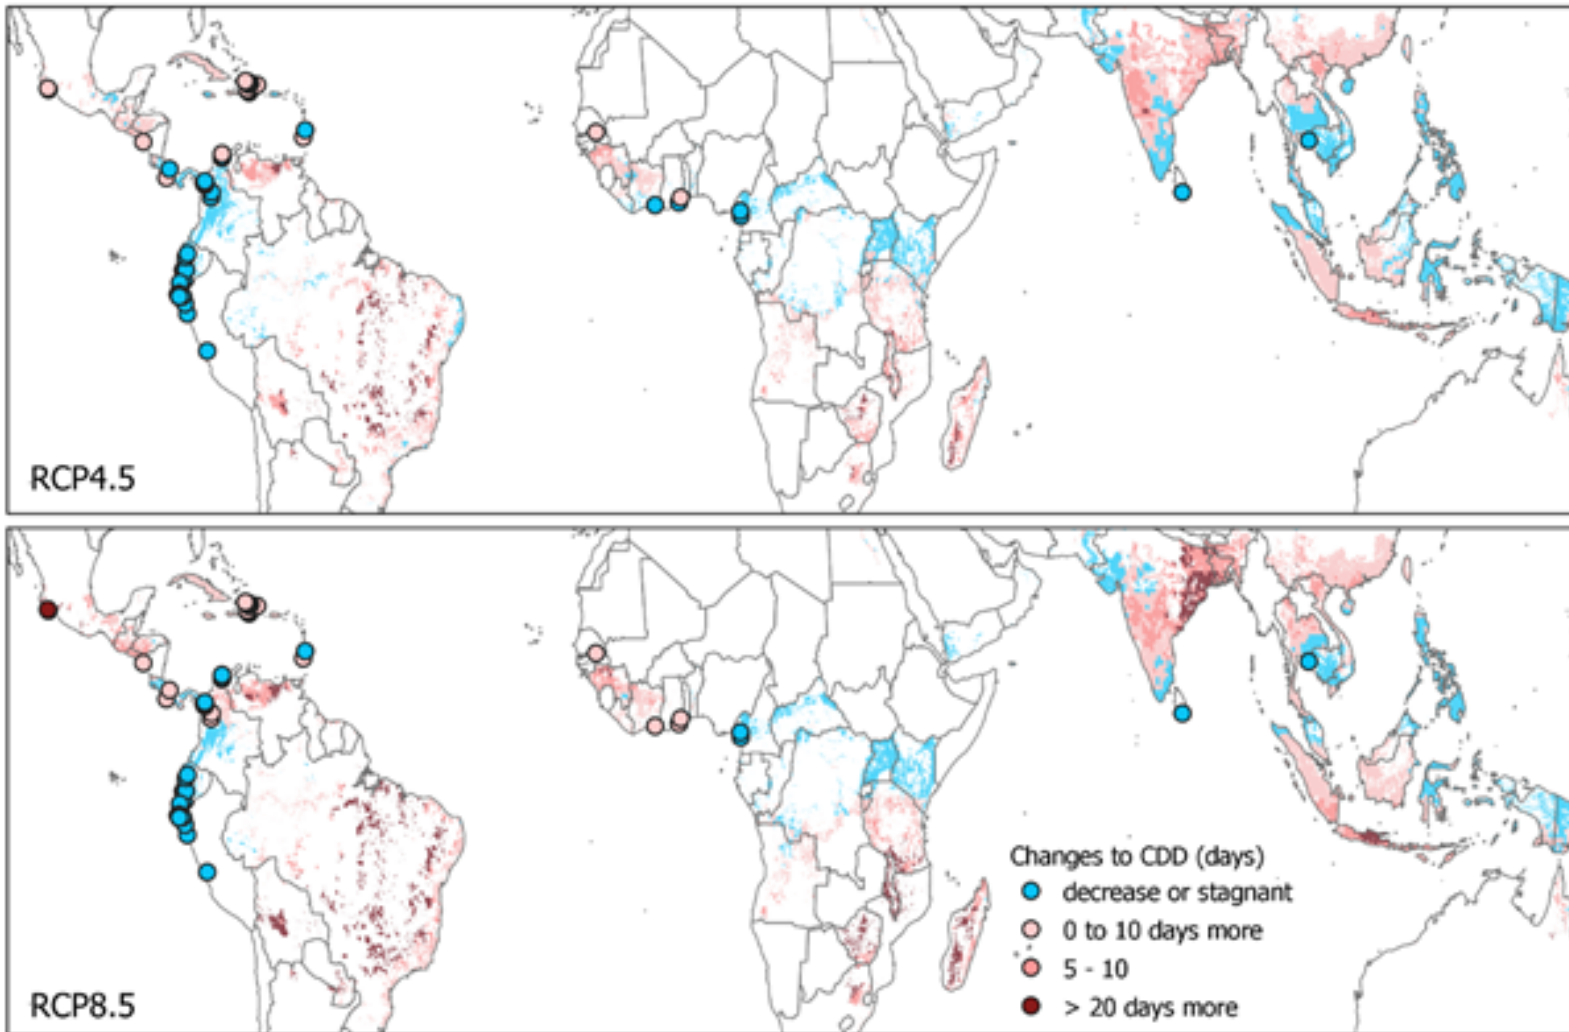 RCP4.5
Changes to CDD (days)
decrease or stagnant
0 to 10 days more
5 - 10
> 20 days more
RCP8.5